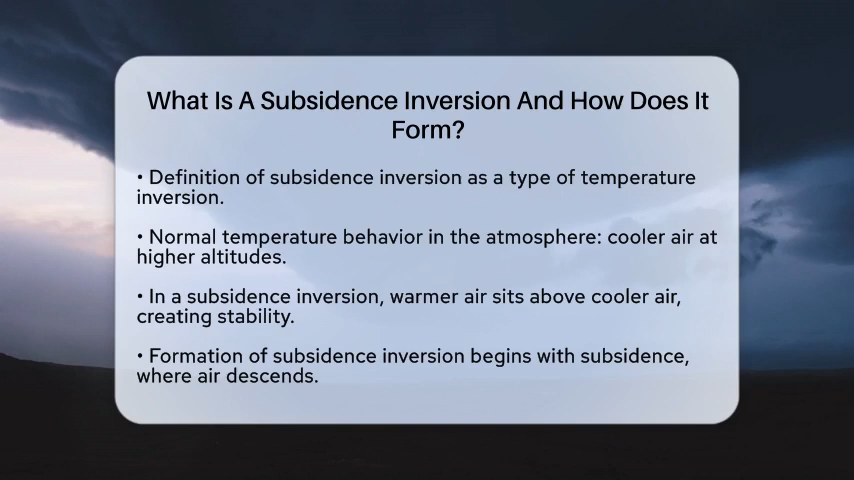 What Is A Subsidence Inversion And How Does It
Form?
• Definition of subsidence inversion as a type of temperature
inversion.
• Normal temperature behavior in the atmosphere: cooler air at
higher altitudes.
• In a subsidence inversion, warmer air sits above cooler air,
creating stability.
• Formation of subsidence inversion begins with subsidence,
where air descends.